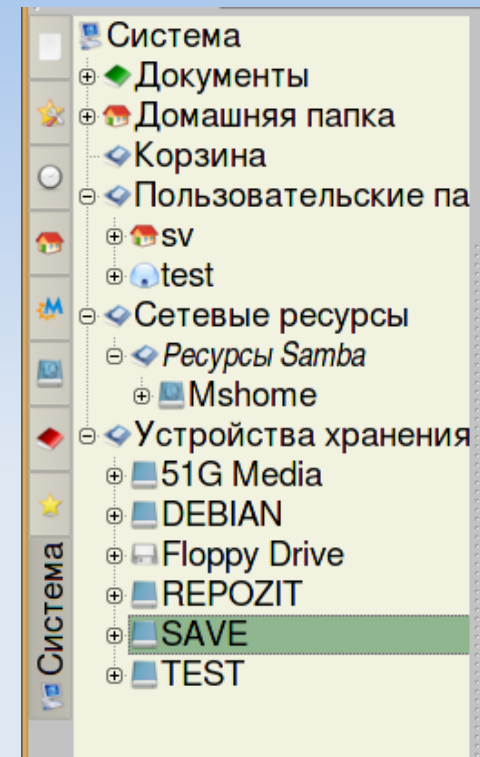 Система
Документы
Домашняя папка
Корзина
Пользовательские па
sv
test
Сетевые ресурсы
Ресурсы Samba
Mshome
Устройства хранения
51G Media
DEBIAN
Floppy Drive
REPOZIT
SAVE
TEST
Система